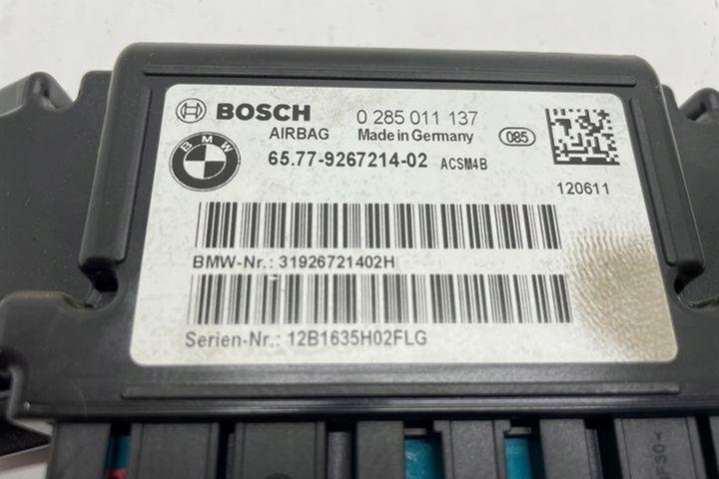 BOSCH 0 285 011 137
AIRBAG Made in Germany 085
BMW 65.77-9267214-02 ACSM4B
120611
BMW-Nr.: 31926721402H
Serien-Nr.: 12B1635H02FLG